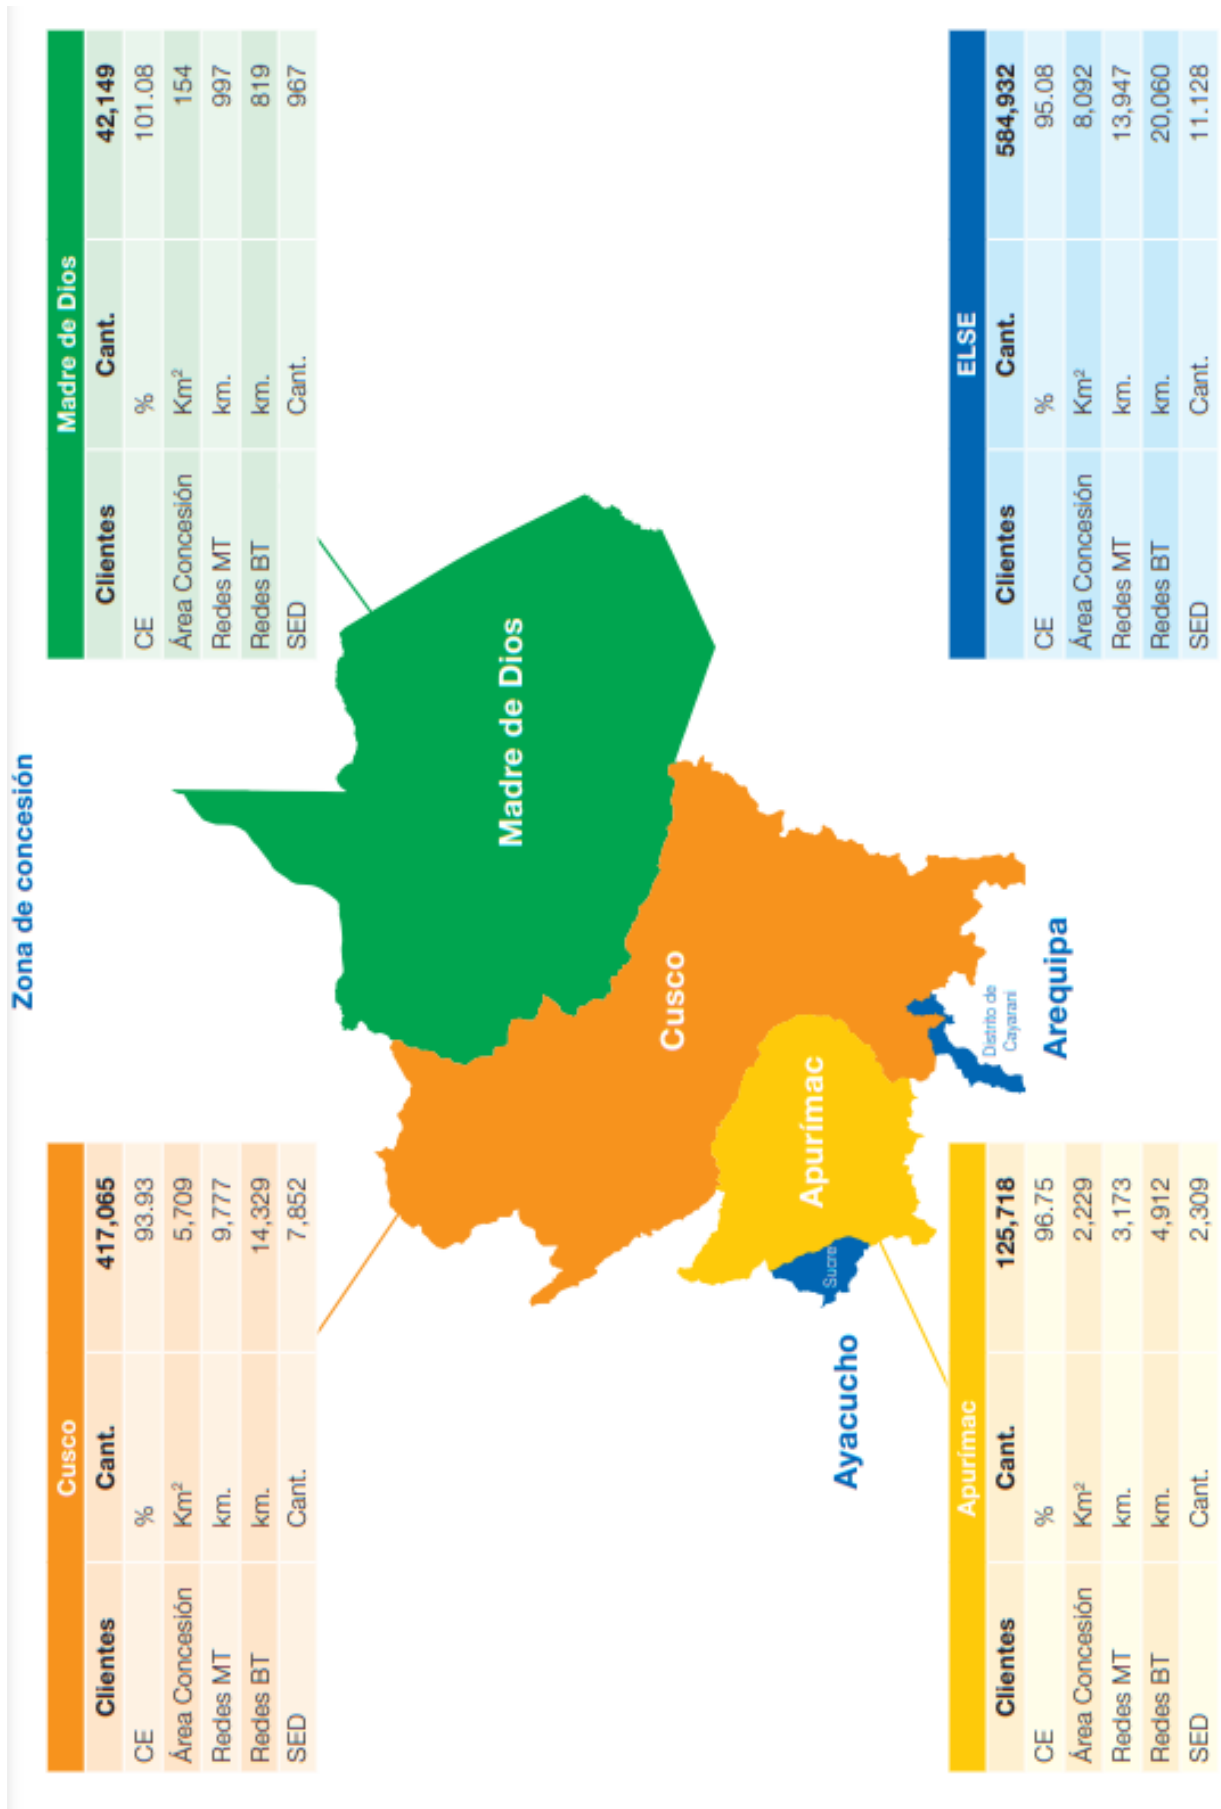 Zona de concesión
Cusco
Clientes Cant. 417,065
CE % 93.93
Área Concesión Km² 5,709
Redes MT km. 9,777
Redes BT km. 14,329
SED Cant. 7,852
Madre de Dios
Clientes Cant. 42,149
CE % 101.08
Área Concesión Km² 154
Redes MT km. 997
Redes BT km. 819
SED Cant. 967
Madre de Dios
Cusco
Apurímac
Sucre
Ayacucho
Distrito de
Cayarani
Arequipa
Apurímac
Clientes Cant. 125,718
CE % 96.75
Área Concesión Km² 2,229
Redes MT km. 3,173
Redes BT km. 4,912
SED Cant. 2,309
ELSE
Clientes Cant. 584,932
CE % 95.08
Área Concesión Km² 8,092
Redes MT km. 13,947
Redes BT km. 20,060
SED Cant. 11.128